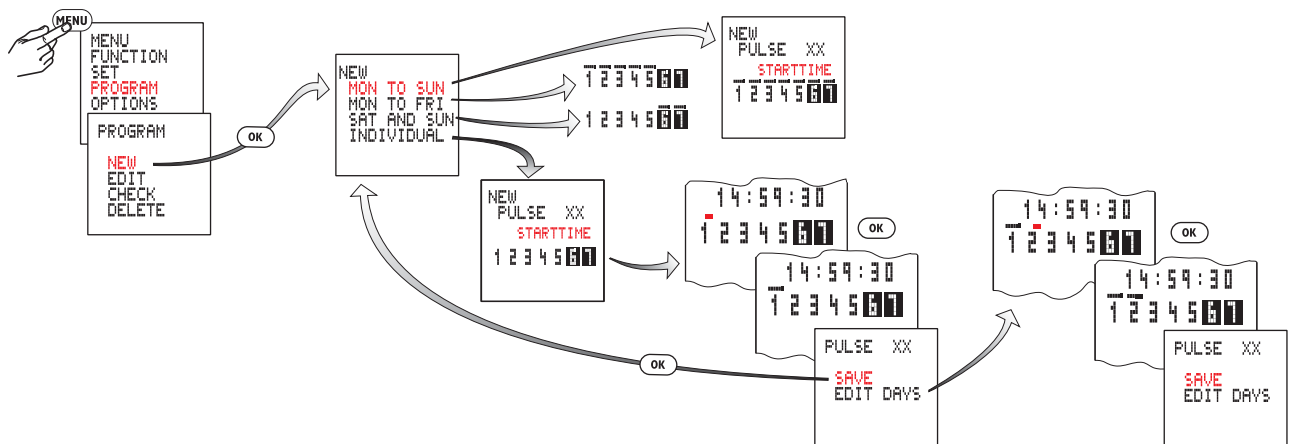 MENU
MENU
FUNCTION
SET
PROGRAM
OPTIONS
PROGRAM
NEW
EDIT
CHECK
DELETE
OK
NEW
MON TO SUN
MON TO FRI
SAT AND SUN
INDIVIDUAL
1 2 3 4 5 6 7
1 2 3 4 5 6 7
NEW
PULSE XX
STARTTIME
1 2 3 4 5 6 7
NEW
PULSE XX
STARTTIME
1 2 3 4 5 6 7
14:59:30
1 2 3 4 5 6 7
OK
14:59:30
1 2 3 4 5 6 7
PULSE XX
SAVE
EDIT DAYS
OK
14:59:30
1 2 3 4 5 6 7
OK
14:59:30
1 2 3 4 5 6 7
PULSE XX
SAVE
EDIT DAYS